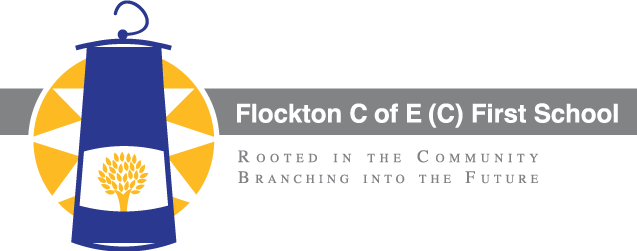 Flockton C of E (C) First School
Rooted in the Community
Branching into the Future